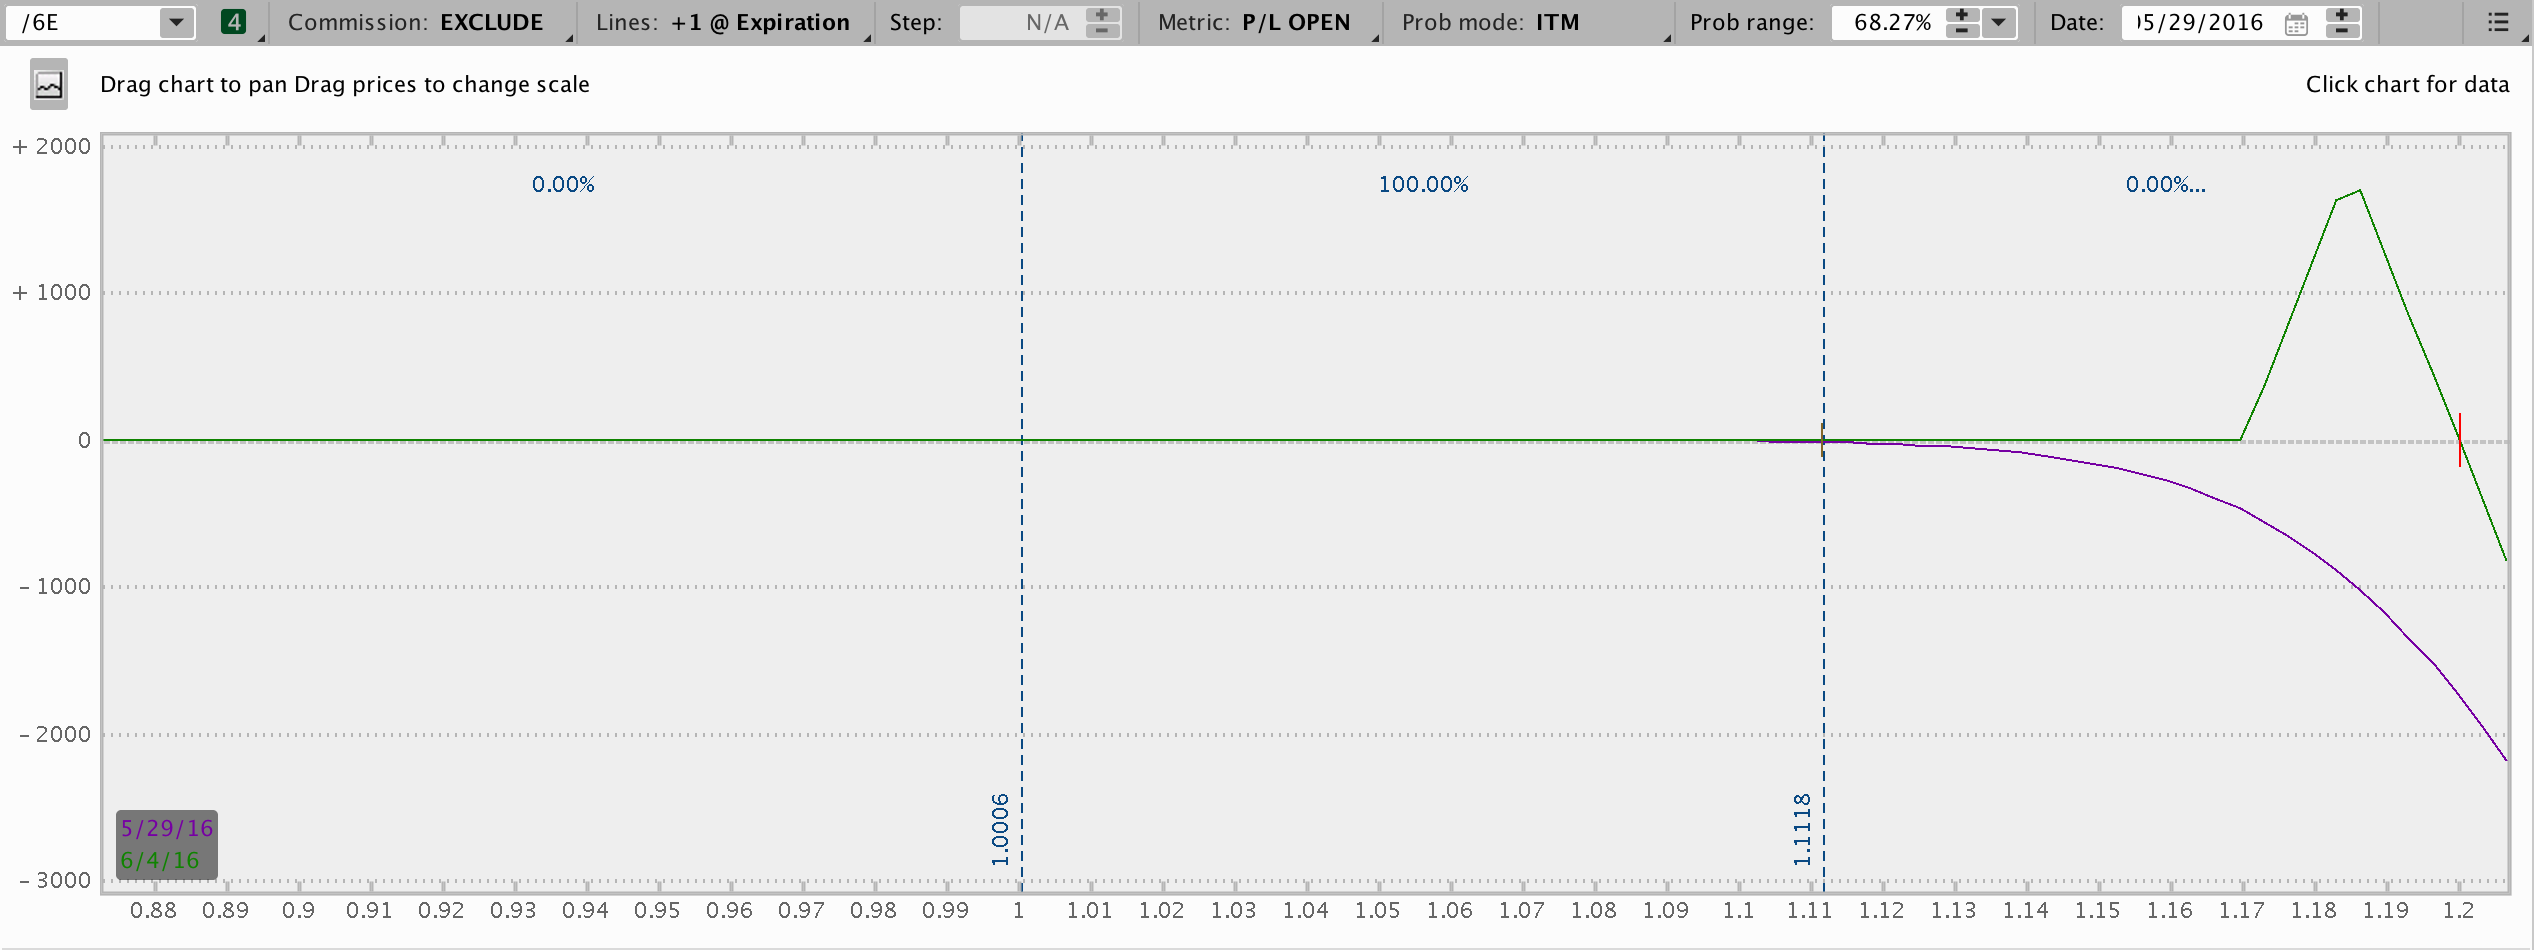 /6E 4 Commission: EXCLUDE Lines: +1 @ Expiration Step: N/A Metric: P/L OPEN Prob mode: ITM Prob range: 68.27% Date: 05/29/2016
Drag chart to pan Drag prices to change scale Click chart for data
+ 2000
0.00% 100.00% 0.00%...
+ 1000
0
- 1000
- 2000
1.0006 1.1118
5/29/16
6/4/16
- 3000
0.88 0.89 0.9 0.91 0.92 0.93 0.94 0.95 0.96 0.97 0.98 0.99 1 1.01 1.02 1.03 1.04 1.05 1.06 1.07 1.08 1.09 1.1 1.11 1.12 1.13 1.14 1.15 1.16 1.17 1.18 1.19 1.2